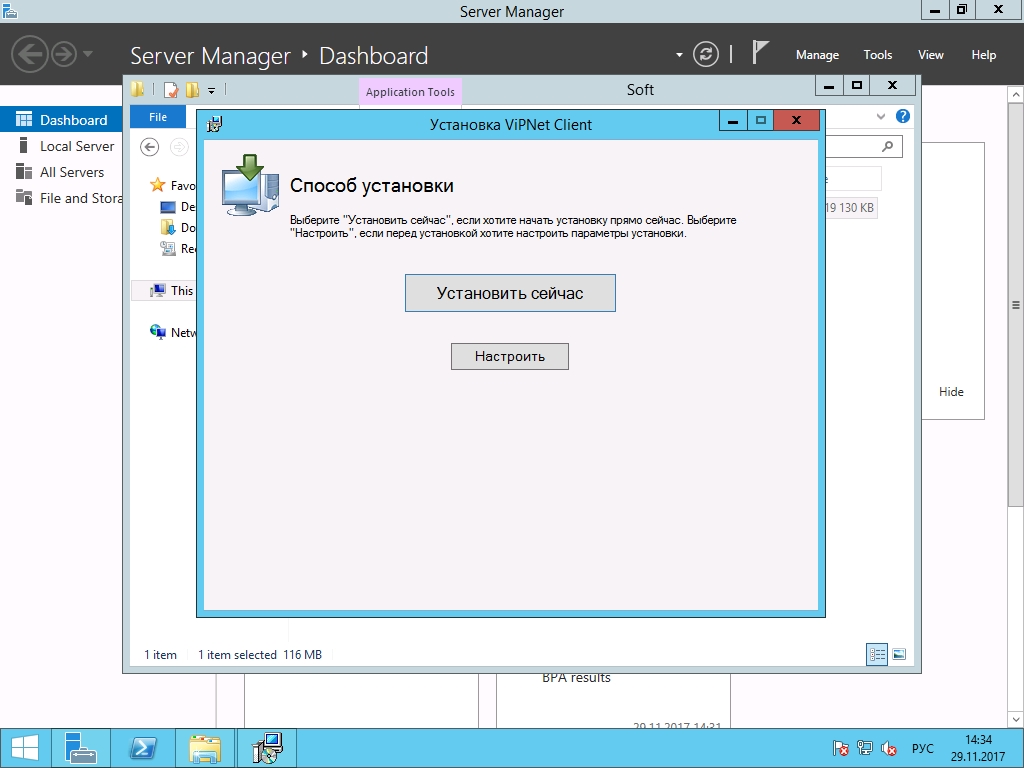 Server Manager
Server Manager ‣ Dashboard
Manage Tools View Help
Application Tools Soft
Dashboard
Local Server
All Servers
File and Stora
File
Установка ViPNet Client
Favo
De
Do
Rec
This
Netw
Способ установки
Выберите "Установить сейчас", если хотите начать установку прямо сейчас. Выберите
"Настроить", если перед установкой хотите настроить параметры установки.
Установить сейчас
Настроить
19 130 KB
Hide
1 item 1 item selected 116 MB
BPA results
29.11.2017 14:31
РУС
14:34
29.11.2017